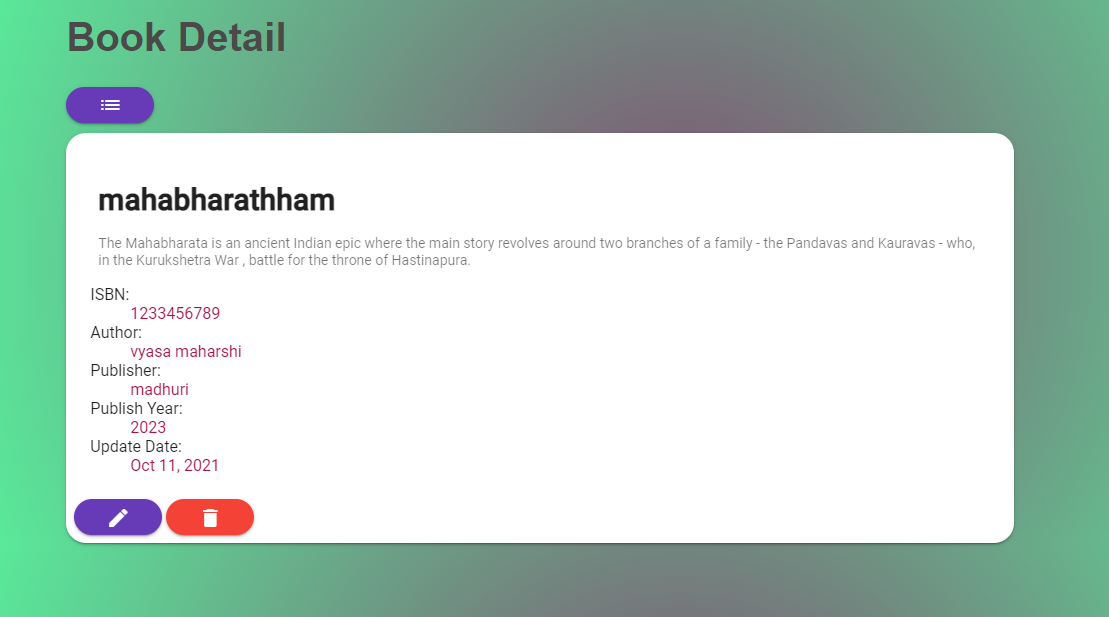 Book Detail
mahabharathham
The Mahabharata is an ancient Indian epic where the main story revolves around two branches of a family - the Pandavas and Kauravas - who,
in the Kurukshetra War , battle for the throne of Hastinapura.
ISBN:
1233456789
Author:
vyasa maharshi
Publisher:
madhuri
Publish Year:
2023
Update Date:
Oct 11, 2021